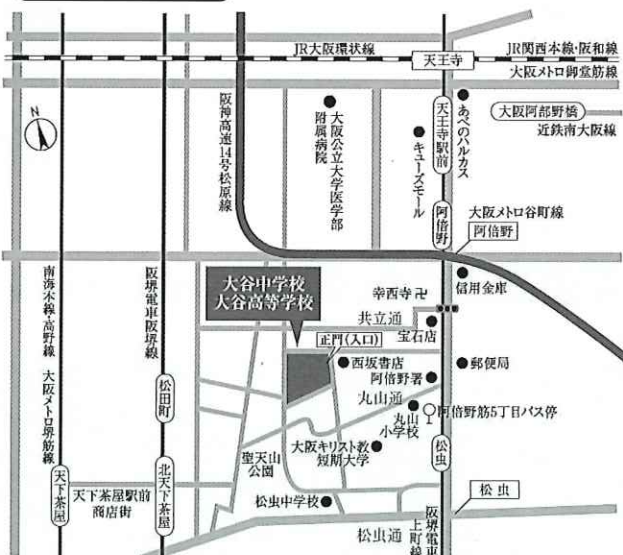 JR大阪環状線
JR関西本線・阪和線
天王寺
大阪メトロ御堂筋線
N
阪神高速14号松原線
大阪公立大学医学部
附属病院
キューズモール
天王寺駅前
あべのハルカス
大阪阿部野橋
近鉄南大阪線
阿倍野
大阪メトロ谷町線
阿倍野
南海本線・高野線 大阪メトロ堺筋線
阪堺電車阪堺線
大谷中学校
大谷高等学校
幸西寺卍
信用金庫
共立通
宝石店
正門(入口)
西坂書店
郵便局
阿倍野署
丸山通
松田町
丸山
小学校
阿倍野筋5丁目バス停
大阪キリスト教
短期大学
聖天山
公園
松虫
天下茶屋
天下茶屋駅前
商店街
北天下茶屋
松虫中学校
松虫
松虫通
阪堺電車
上町線